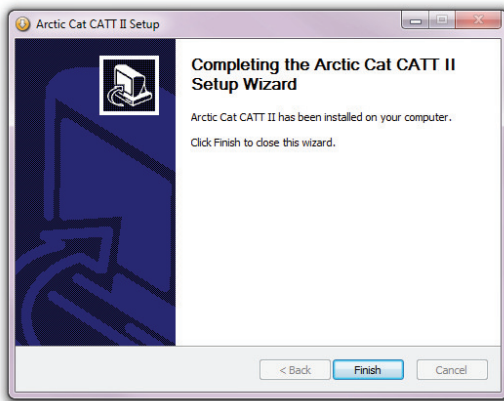 Arctic Cat CATT II Setup
Completing the Arctic Cat CATT II
Setup Wizard
Arctic Cat CATT II has been installed on your computer.
Click Finish to close this wizard.
< Back
Finish
Cancel